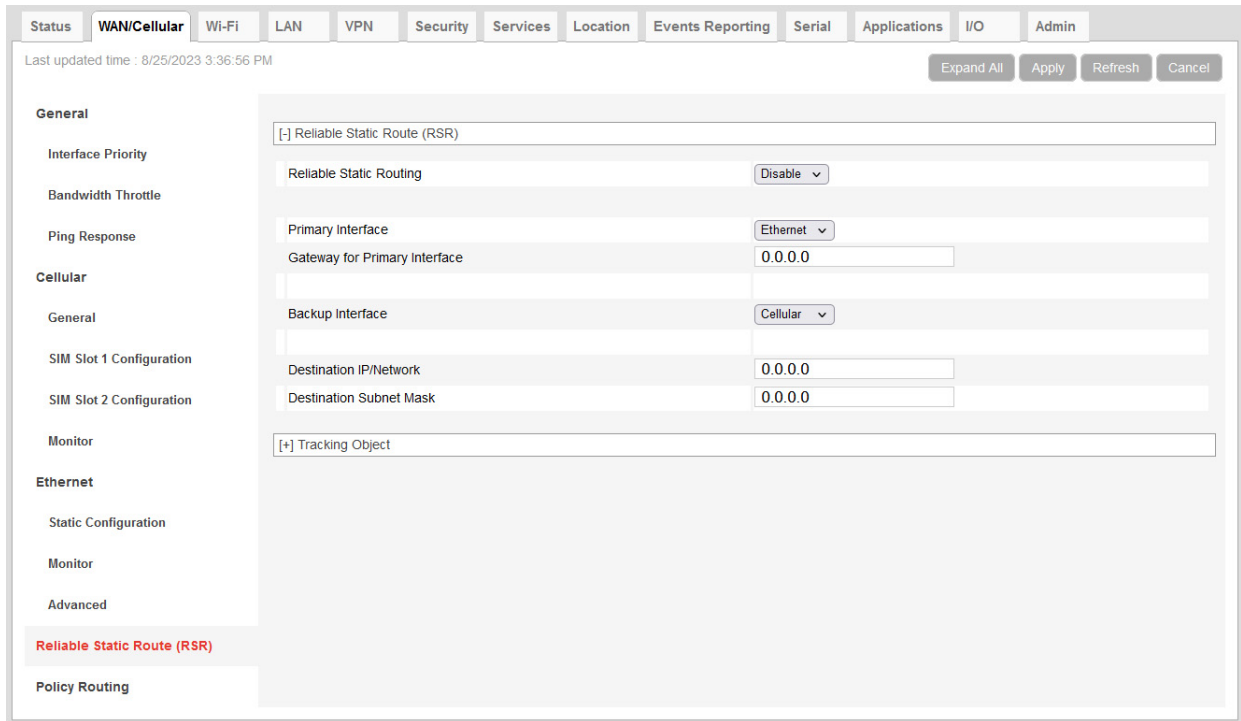 Status WAN/Cellular Wi-Fi LAN VPN Security Services Location Events Reporting Serial Applications I/O Admin
Last updated time : 8/25/2023 3:36:56 PM
Expand All Apply Refresh Cancel
General
Interface Priority
Bandwidth Throttle
Ping Response
Cellular
General
SIM Slot 1 Configuration
SIM Slot 2 Configuration
Monitor
Ethernet
Static Configuration
Monitor
Advanced
Reliable Static Route (RSR)
Policy Routing
[-] Reliable Static Route (RSR)
Reliable Static Routing Disable
Primary Interface Ethernet
Gateway for Primary Interface 0.0.0.0
Backup Interface Cellular
Destination IP/Network 0.0.0.0
Destination Subnet Mask 0.0.0.0
[+] Tracking Object